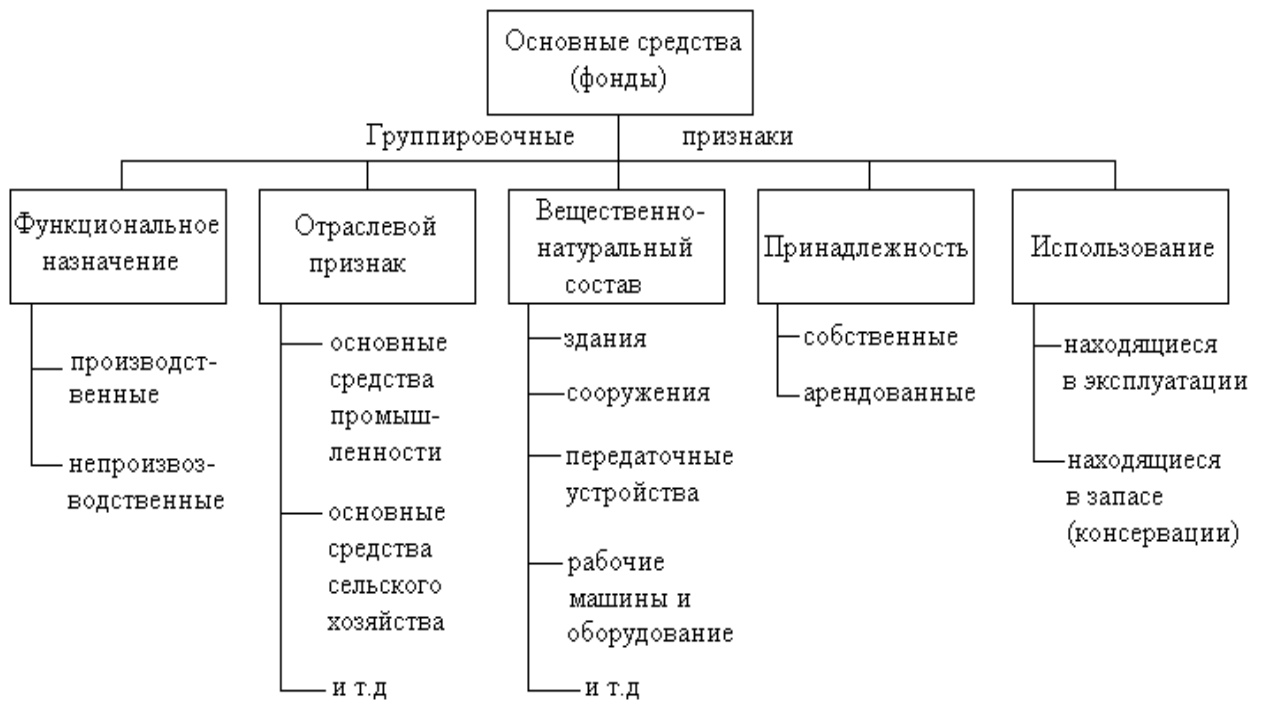 Основные средства
(фонды)
Группировочные признаки
Функциональное
назначение
производст-
венные
непроизвоз-
водственные
Отраслевой
признак
основные
средства
промыш-
ленности
основные
средства
сельского
хозяйства
и т.д
Вещественно-
натуральный
состав
здания
сооружения
передаточные
устройства
рабочие
машины и
оборудование
и т.д
Принадлежность
собственные
арендованные
Использование
находящиеся
в эксплуатации
находящиеся
в запасе
(консервации)